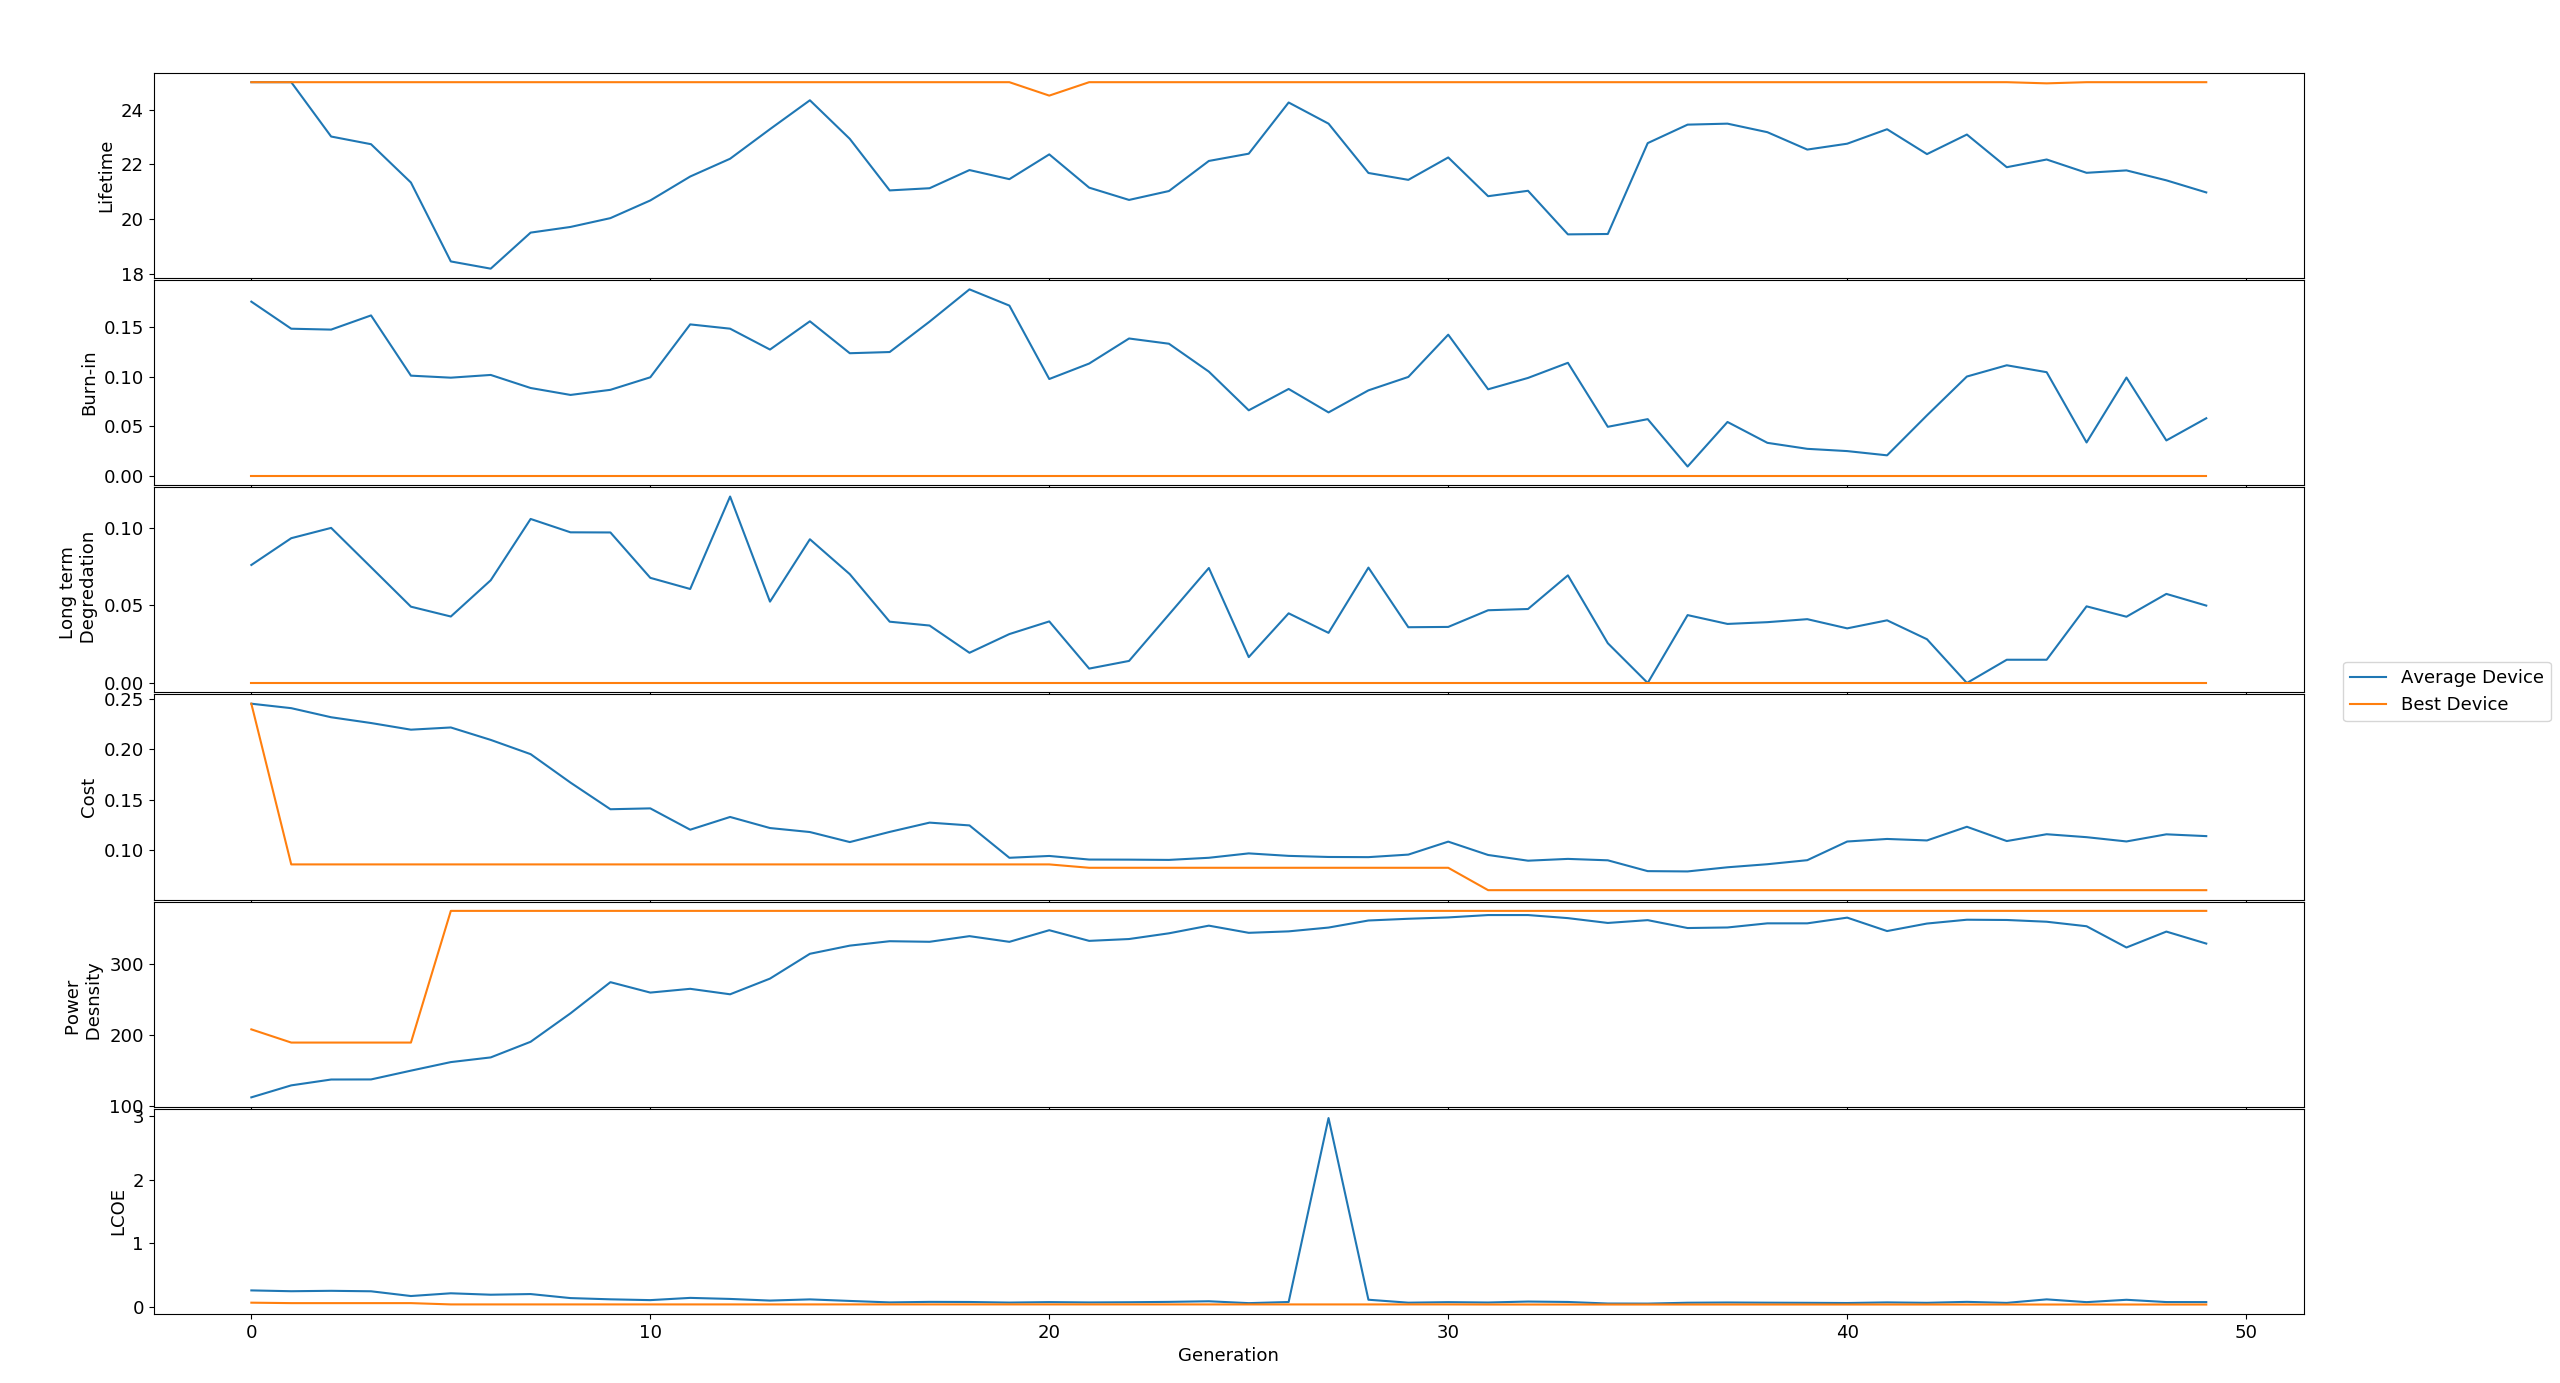 24
22
20
18
Lifetime
0.15
0.10
0.05
0.00
Burn-in
0.10
0.05
0.00
Long term
Degredation
0.25
0.20
0.15
0.10
Cost
300
200
100
Power
Desnsity
3
2
1
0
LCOE
0 10 20 30 40 50
Generation
Average Device
Best Device